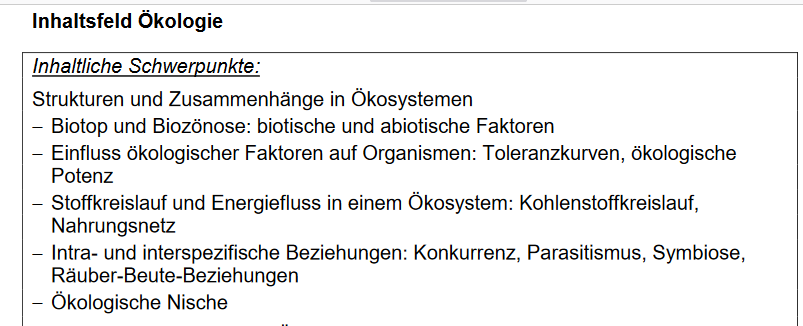 Inhaltsfeld Ökologie
Inhaltliche Schwerpunkte:
Strukturen und Zusammenhänge in Ökosystemen
– Biotop und Biozönose: biotische und abiotische Faktoren
– Einfluss ökologischer Faktoren auf Organismen: Toleranzkurven, ökologische
Potenz
– Stoffkreislauf und Energiefluss in einem Ökosystem: Kohlenstoffkreislauf,
Nahrungsnetz
– Intra- und interspezifische Beziehungen: Konkurrenz, Parasitismus, Symbiose,
Räuber-Beute-Beziehungen
– Ökologische Nische